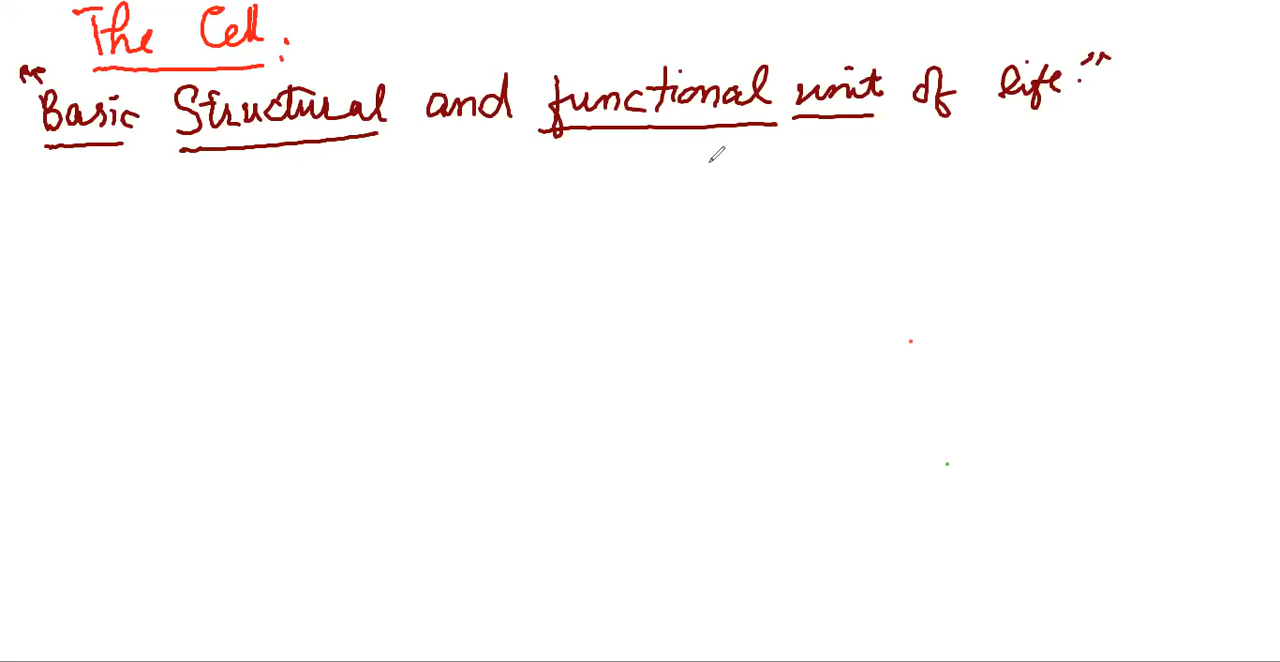 The Cell:
"Basic Structural and functional unit of life."